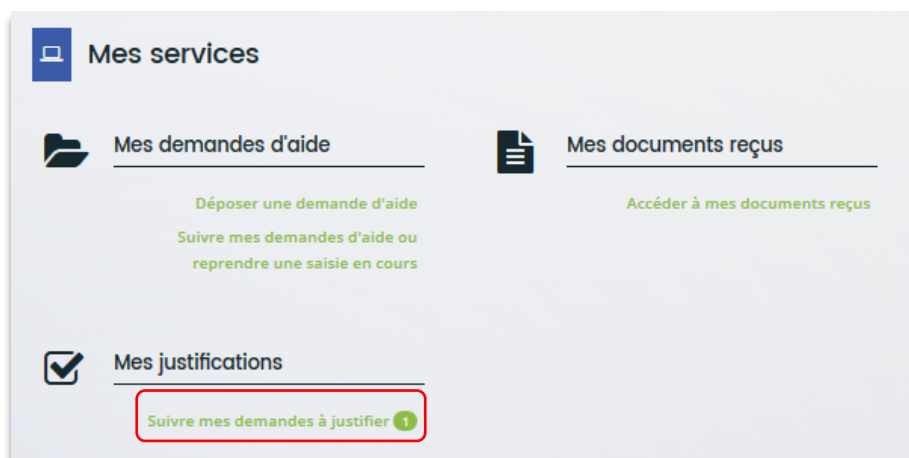 Mes services
Mes demandes d'aide
Déposer une demande d'aide
Suivre mes demandes d'aide ou
reprendre une saisie en cours
Mes documents reçus
Accéder à mes documents reçus
Mes justifications
Suivre mes demandes à justifier 1